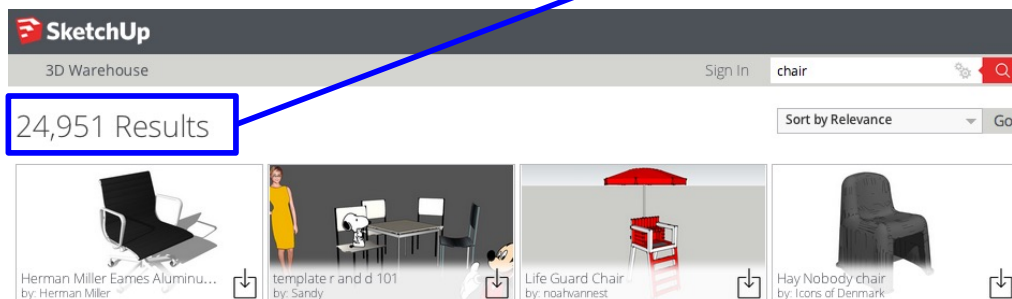 SketchUp
3D Warehouse
Sign In
chair
24,951 Results
Sort by Relevance
Go
Herman Miller Eames Aluminu...
by: Herman Miller
template r and d 101
by: Sandy
Life Guard Chair
by: noahvannest
Hay Nobody chair
by: Icons of Denmark